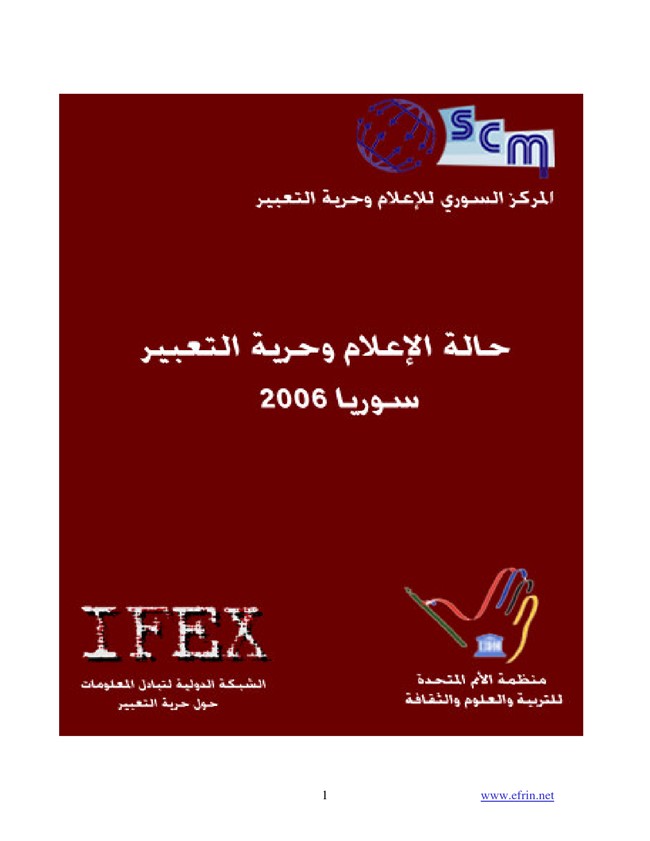 scm
المركز السوري للإعلام وحرية التعبير
حالة الإعلام وحرية التعبير
سوريا 2006
منظمة الأمم المتحدة
للتربية والعلوم والثقافة
IFEX
الشبكة الدولية لتبادل المعلومات
حول حرية التعبير
1
www.efrin.net